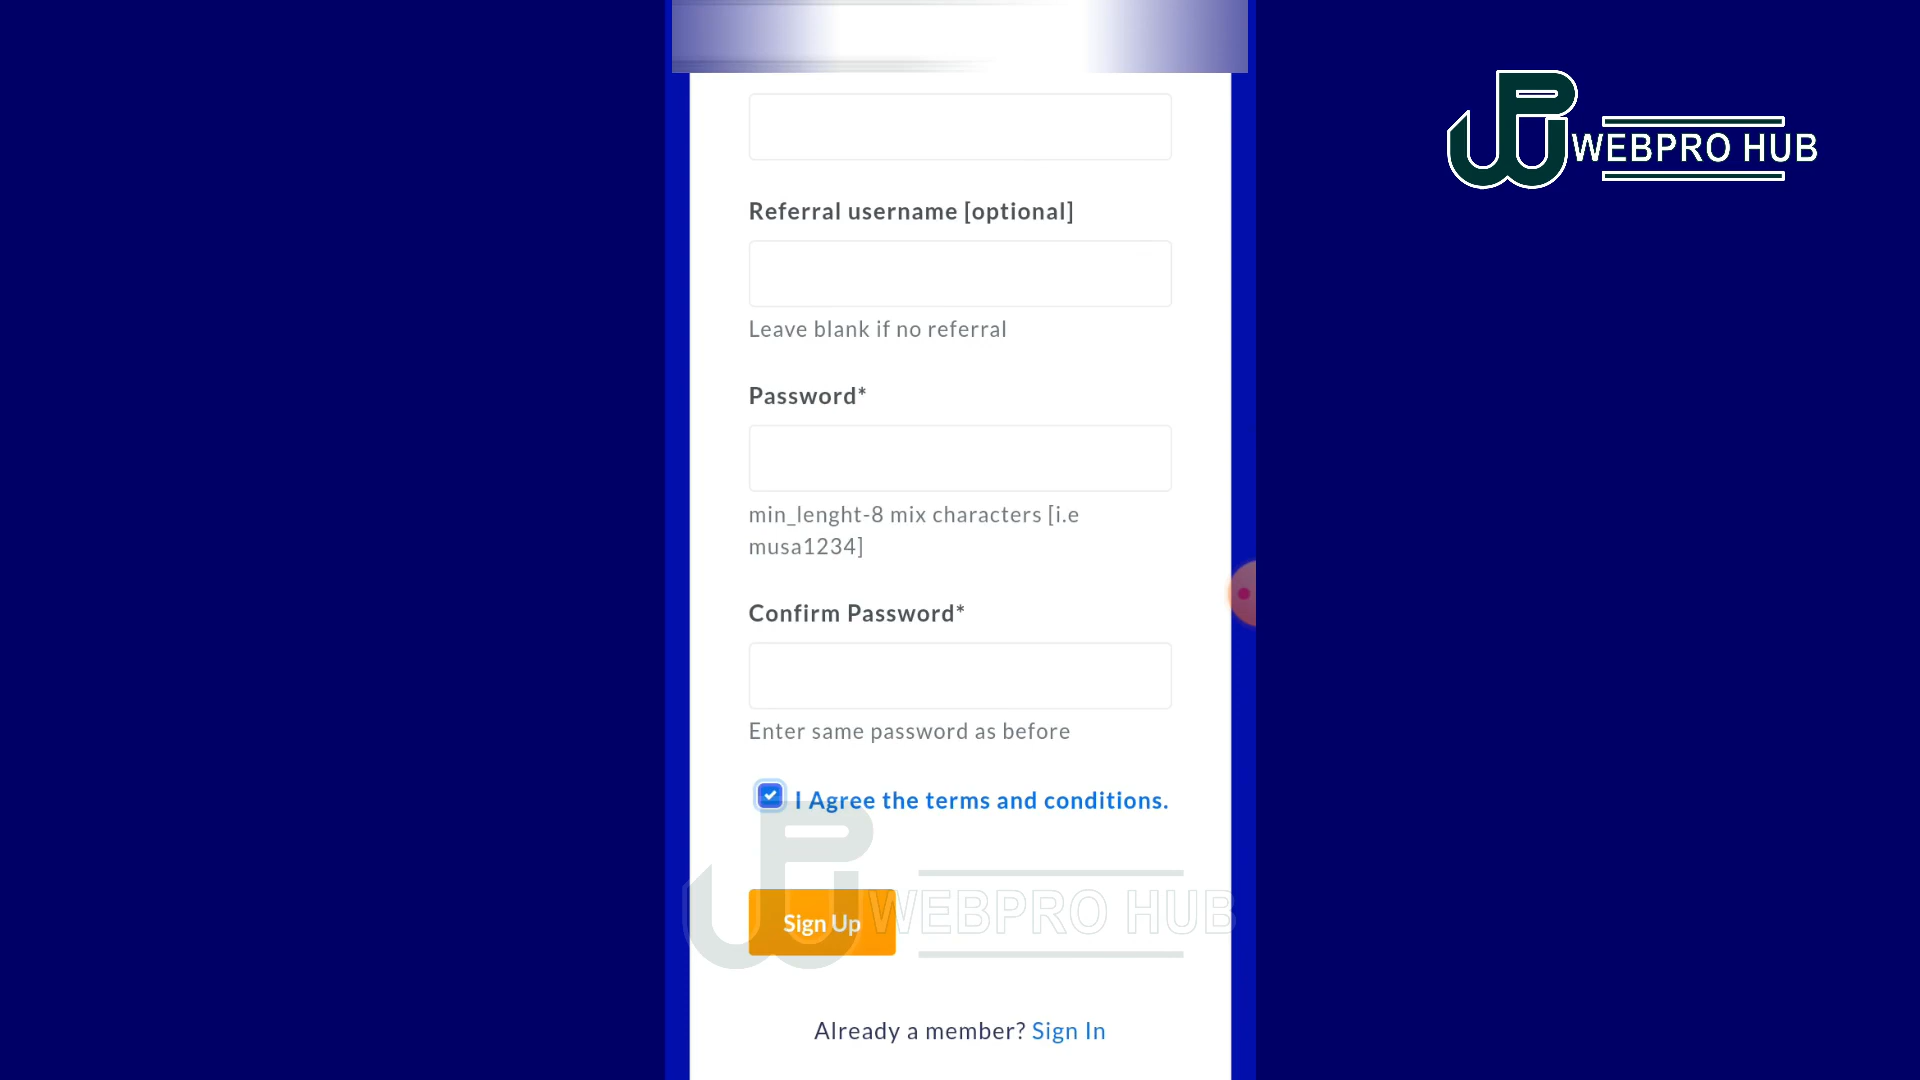 WEBPRO HUB
Referral username [optional]
Leave blank if no referral
Password*
min_lenght-8 mix characters [i.e
musa1234]
Confirm Password*
Enter same password as before
I Agree the terms and conditions.
Sign Up
WEBPRO HUB
Already a member? Sign In